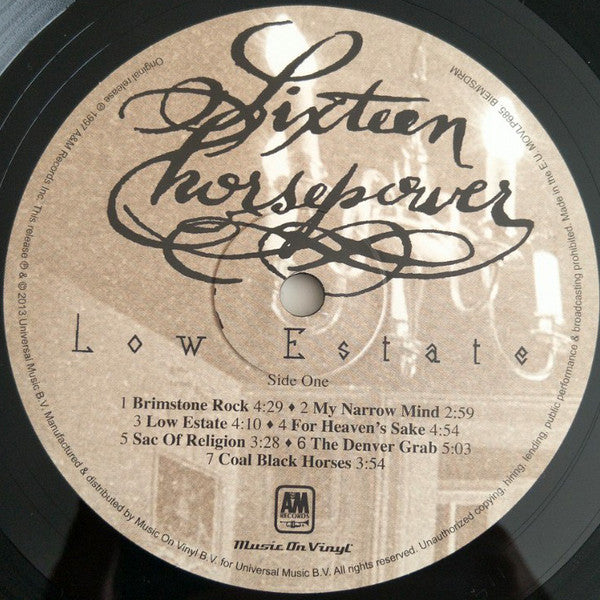 Sixteen
horsepower
Low Estate
Side One
1 Brimstone Rock 4:29 ♦ 2 My Narrow Mind 2:59
3 Low Estate 4:10 ♦ 4 For Heaven's Sake 4:54
5 Sac Of Religion 3:28 ♦ 6 The Denver Grab 5:03
7 Coal Black Horses 3:54
A&M
RECORDS
Music On Vinyl
Original release ℗ 1997 A&M Records Inc. This release ℗ & © 2013 Universal Music B.V. Manufactured & distributed by Music On Vinyl B.V. for Universal Music B.V. All rights reserved. Unauthorized copying, hiring, lending, public performance & broadcasting prohibited. Made in the E.U. MOVLP685 BIEM/SDRM